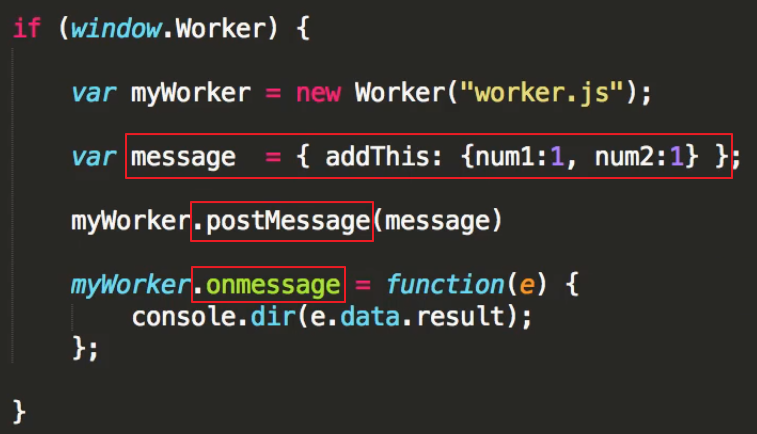 if (window.Worker) {
var myWorker = new Worker("worker.js");
var message  = { addThis: {num1:1, num2:1} };
myWorker.postMessage(message)
myWorker.onmessage = function(e) {
console.dir(e.data.result);
};
}